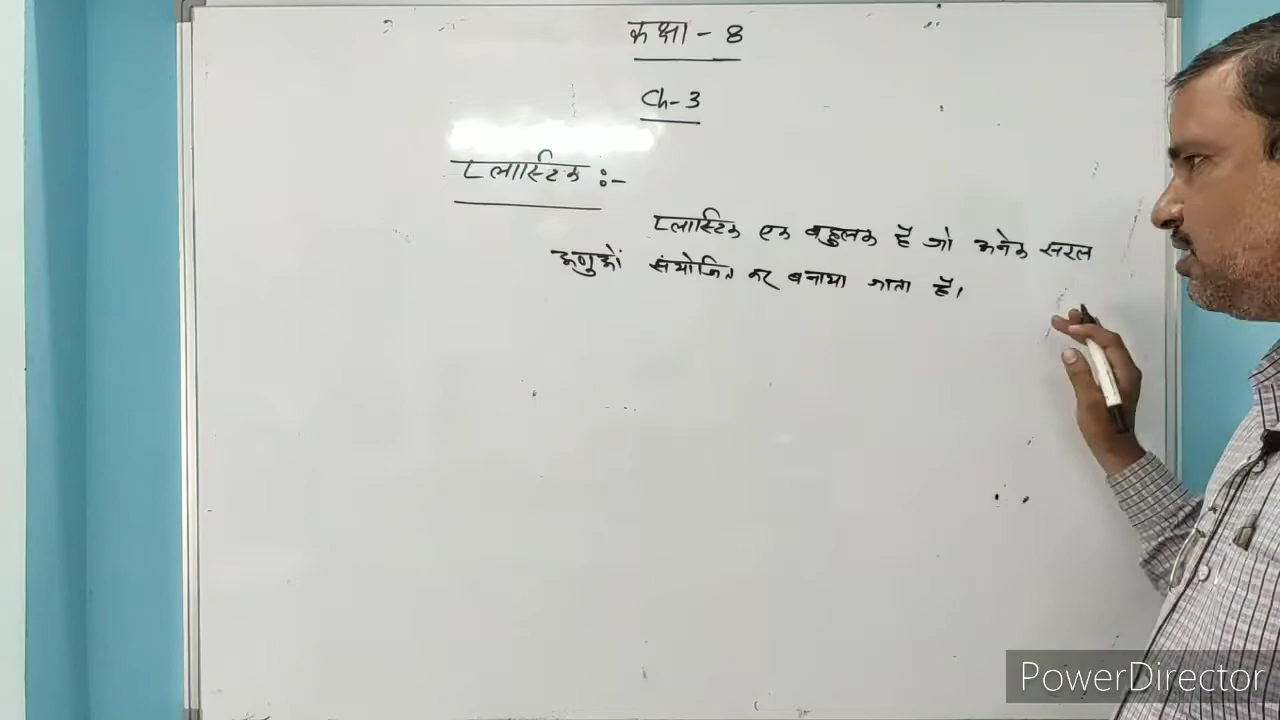 कक्षा - 8
Ch - 3
प्लास्टिक :-
प्लास्टिक एक बहुलक है जो अनेक सरल
अणुओं संयोजित कर बनाया जाता है।
PowerDirector